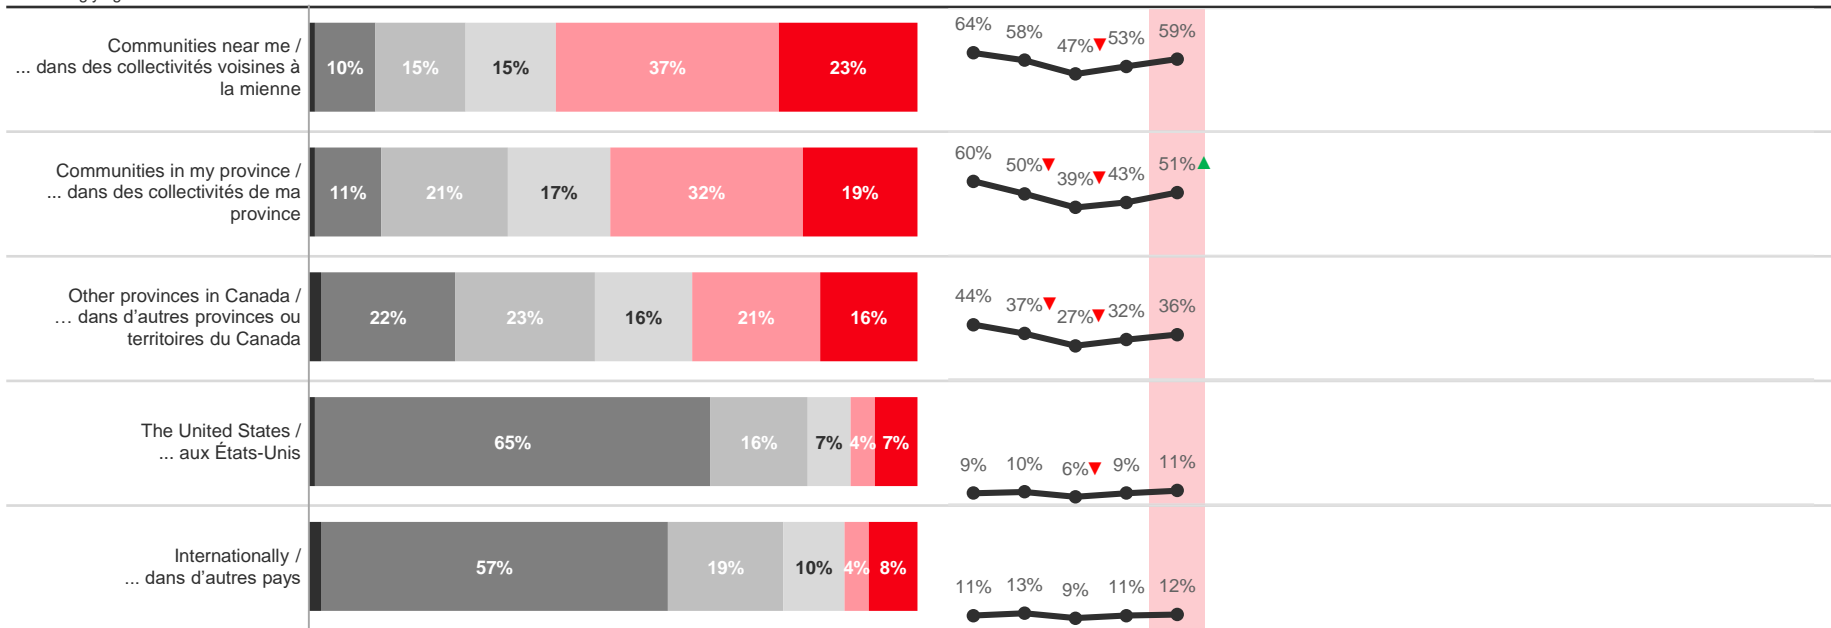 Communities near me /
... dans des collectivités voisines à
la mienne
10% 15% 15% 37% 23%
64% 58% 47%▼ 53% 59%
Communities in my province /
... dans des collectivités de ma
province
11% 21% 17% 32% 19%
60% 50%▼ 39%▼ 43% 51%▲
Other provinces in Canada /
… dans d'autres provinces ou
territoires du Canada
22% 23% 16% 21% 16%
44% 37%▼ 27%▼ 32% 36%
The United States /
... aux États-Unis
65% 16% 7% 4% 7%
9% 10% 6%▼ 9% 11%
Internationally /
... dans d'autres pays
57% 19% 10% 4% 8%
11% 13% 9% 11% 12%